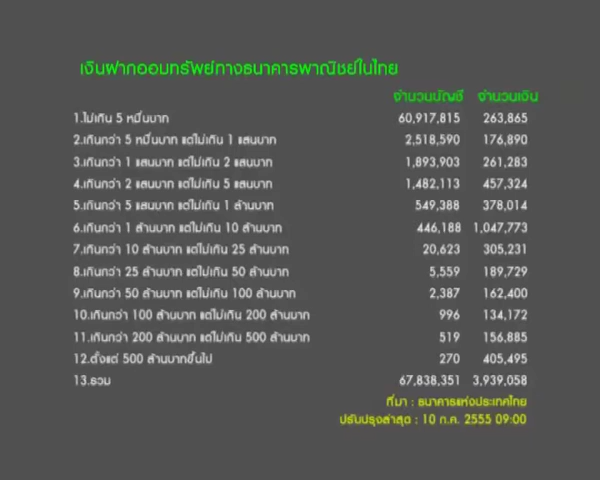 เงินฝากออมทรัพย์ทางธนาคารพาณิชย์ในไทย
จำนวนบัญชี จำนวนเงิน
1.ไม่เกิน 5 หมื่นบาท 60,917,815 263,865
2.เกินกว่า 5 หมื่นบาท แต่ไม่เกิน 1 แสนบาท 2,518,590 176,890
3.เกินกว่า 1 แสนบาท แต่ไม่เกิน 2 แสนบาท 1,893,903 261,283
4.เกินกว่า 2 แสนบาท แต่ไม่เกิน 5 แสนบาท 1,482,113 457,324
5.เกินกว่า 5 แสนบาท แต่ไม่เกิน 1 ล้านบาท 549,388 378,014
6.เกินกว่า 1 ล้านบาท แต่ไม่เกิน 10 ล้านบาท 446,188 1,047,773
7.เกินกว่า 10 ล้านบาท แต่ไม่เกิน 25 ล้านบาท 20,623 305,231
8.เกินกว่า 25 ล้านบาท แต่ไม่เกิน 50 ล้านบาท 5,559 189,729
9.เกินกว่า 50 ล้านบาท แต่ไม่เกิน 100 ล้านบาท 2,387 162,400
10.เกินกว่า 100 ล้านบาท แต่ไม่เกิน 200 ล้านบาท 996 134,172
11.เกินกว่า 200 ล้านบาท แต่ไม่เกิน 500 ล้านบาท 519 156,885
12.ตั้งแต่ 500 ล้านบาทขึ้นไป 270 405,495
13.รวม 67,838,351 3,939,058
ที่มา : ธนาคารแห่งประเทศไทย
ปรับปรุงล่าสุด : 10 ก.ค. 2555 09:00